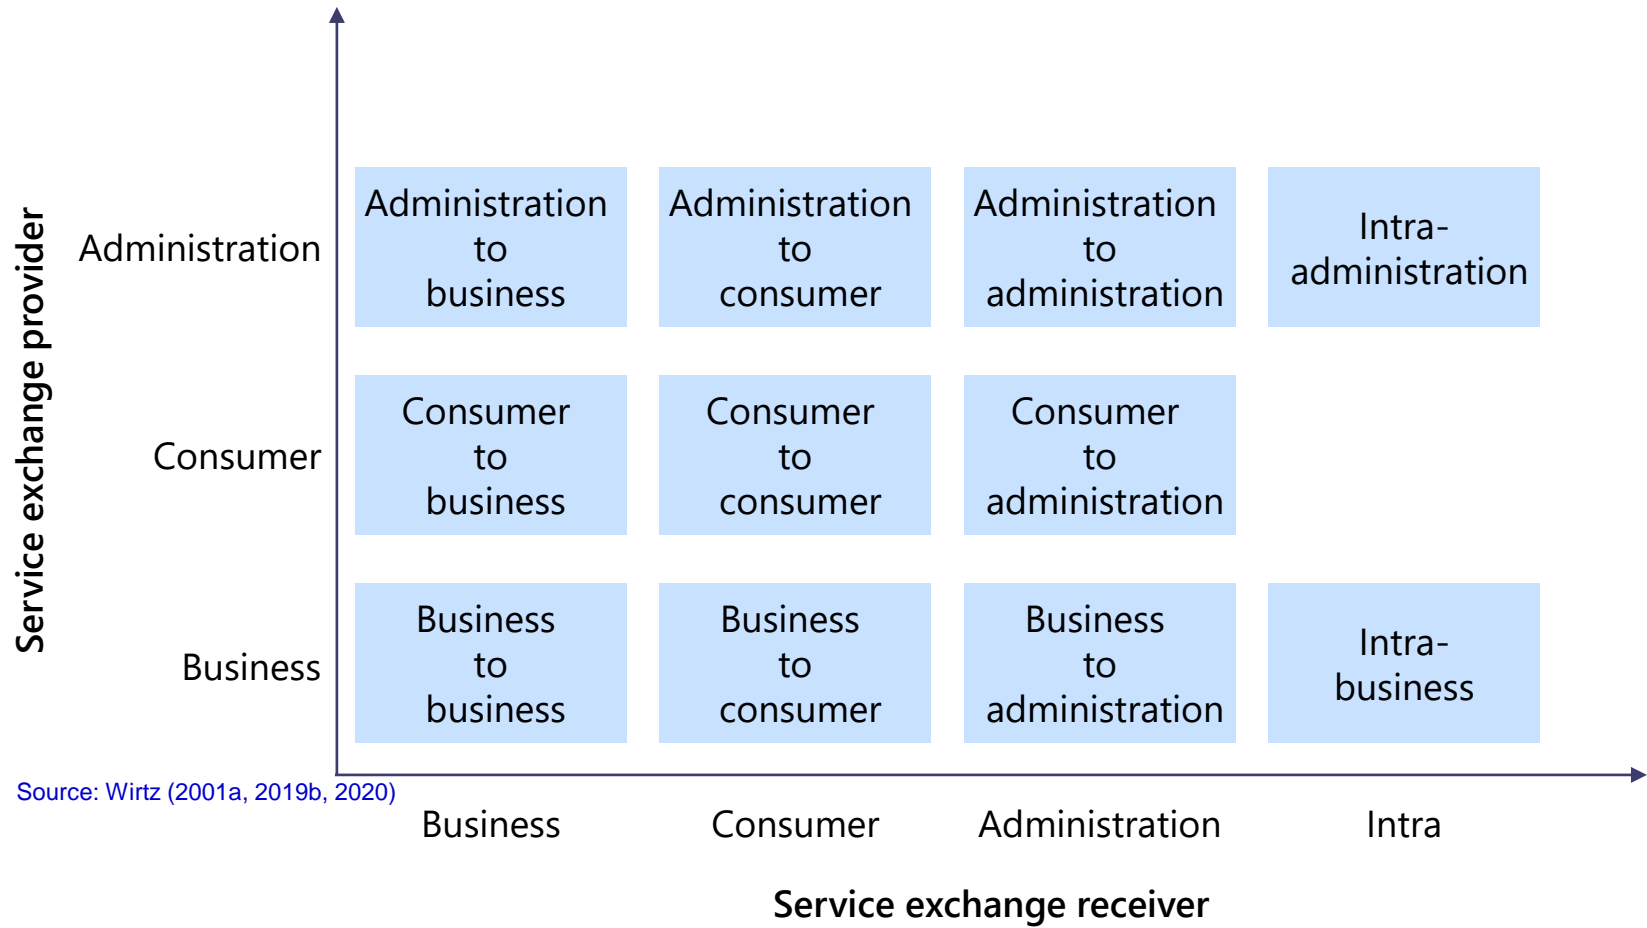 Service exchange provider
Administration
Administration
to
business
Administration
to
consumer
Administration
to
administration
Intra-
administration
Consumer
Consumer
to
business
Consumer
to
consumer
Consumer
to
administration
Business
Business
to
business
Business
to
consumer
Business
to
administration
Intra-
business
Source: Wirtz (2001a, 2019b, 2020)
Business
Consumer
Administration
Intra
Service exchange receiver